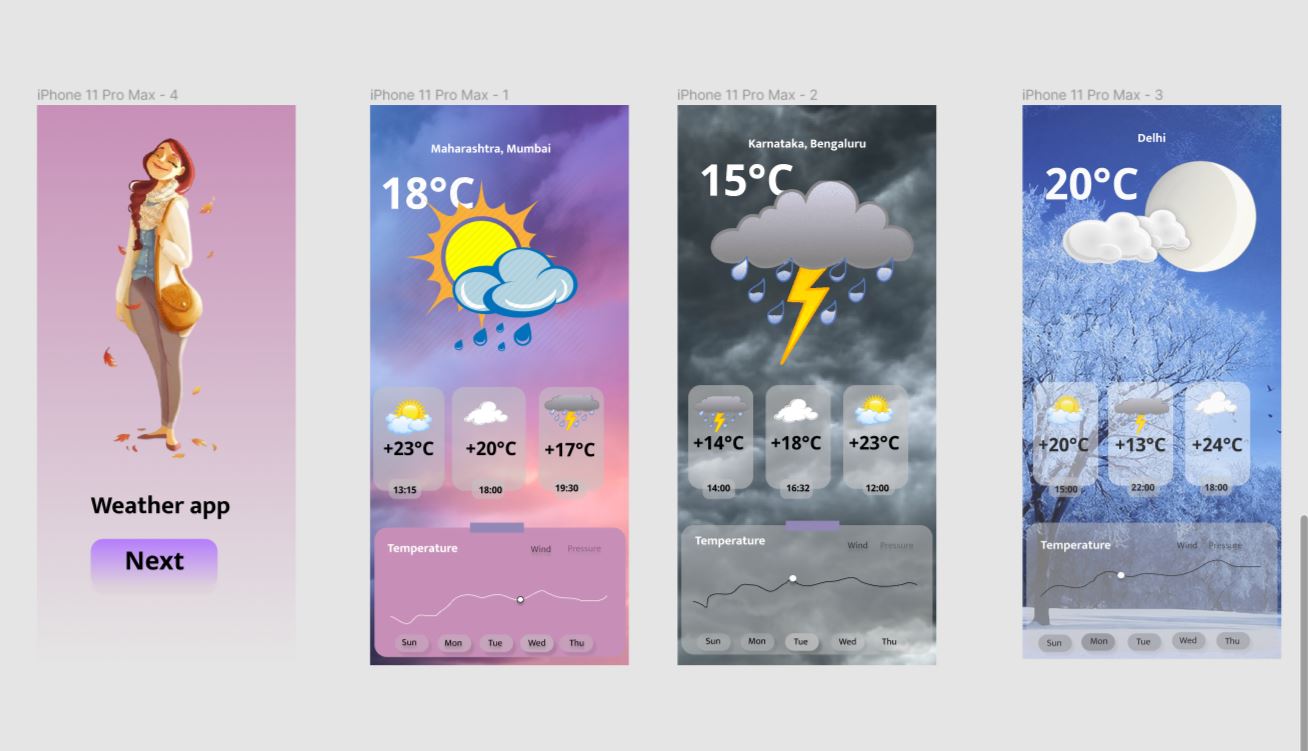 iPhone 11 Pro Max - 4
Weather app
Next
iPhone 11 Pro Max - 1
Maharashtra, Mumbai
18°C
+23°C +20°C +17°C
13:15 18:00 19:30
Temperature Wind Pressure
Sun Mon Tue Wed Thu
iPhone 11 Pro Max - 2
Karnataka, Bengaluru
15°C
+14°C +18°C +23°C
14:00 16:32 12:00
Temperature Wind Pressure
Sun Mon Tue Wed Thu
iPhone 11 Pro Max - 3
Delhi
20°C
+20°C +13°C +24°C
15:00 22:00 18:00
Temperature Wind Pressure
Sun Mon Tue Wed Thu